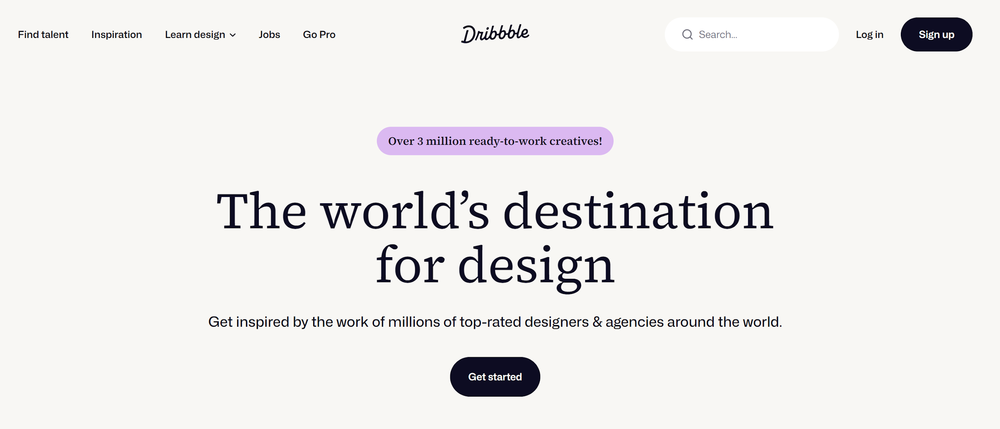 Find talent Inspiration Learn design Jobs Go Pro Dribbble Search... Log in Sign up
Over 3 million ready-to-work creatives!
The world’s destination
for design
Get inspired by the work of millions of top-rated designers & agencies around the world.
Get started